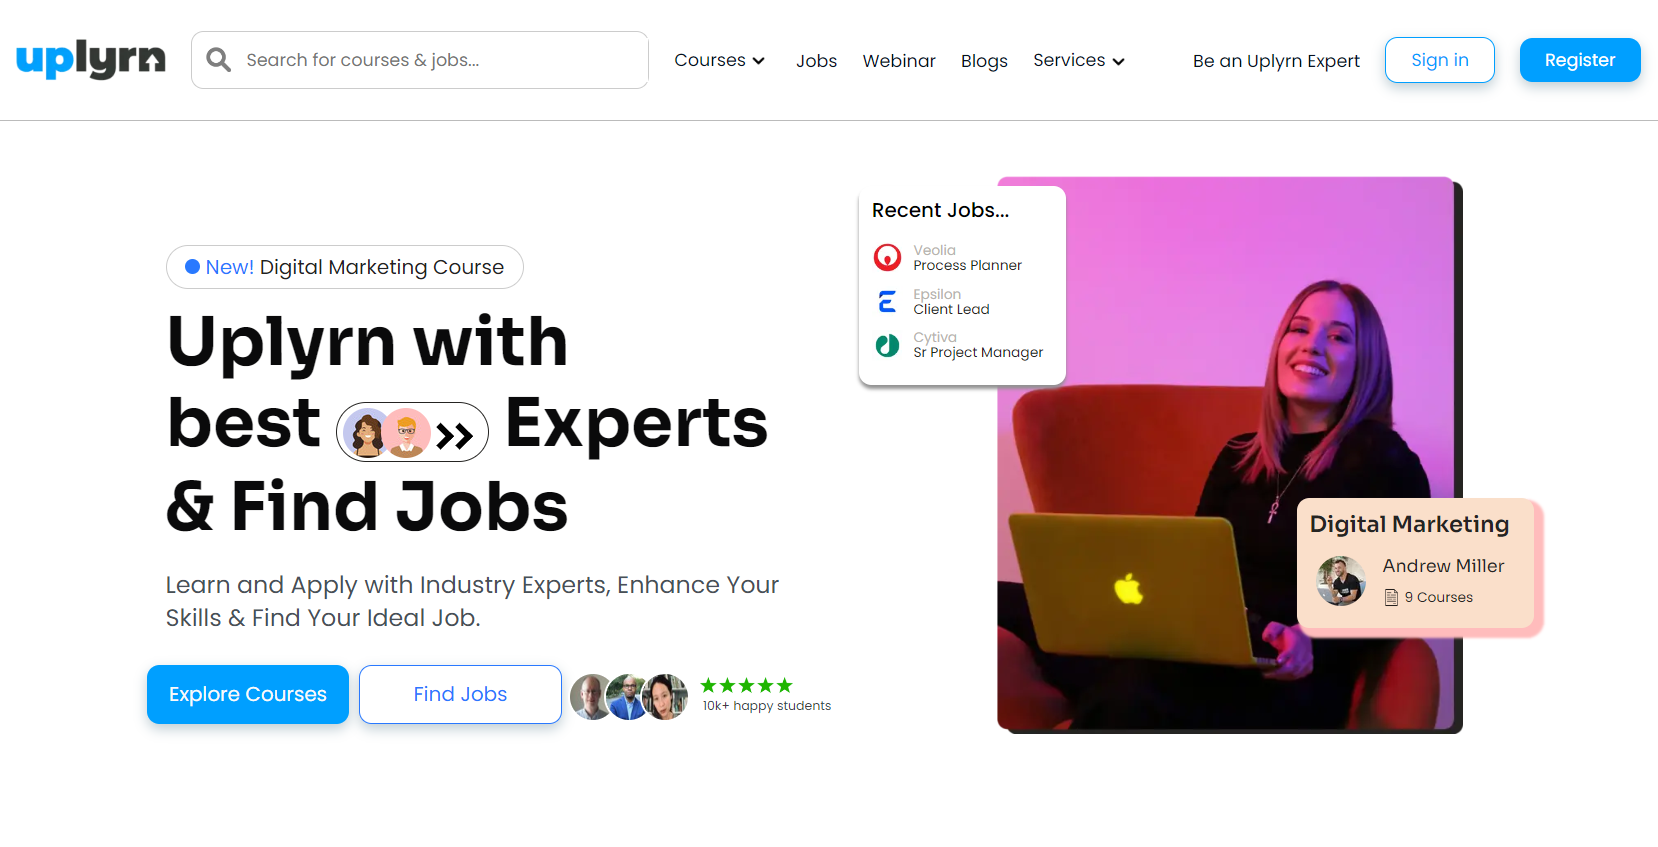 uplyrn
Search for courses & jobs...
Courses
Jobs
Webinar
Blogs
Services
Be an Uplyrn Expert
Sign in
Register
New! Digital Marketing Course
Uplyrn with
best Experts
& Find Jobs
Learn and Apply with Industry Experts, Enhance Your
Skills & Find Your Ideal Job.
Explore Courses
Find Jobs
10k+ happy students
Recent Jobs...
Veolia
Process Planner
Epsilon
Client Lead
Cytiva
Sr Project Manager
Digital Marketing
Andrew Miller
9 Courses